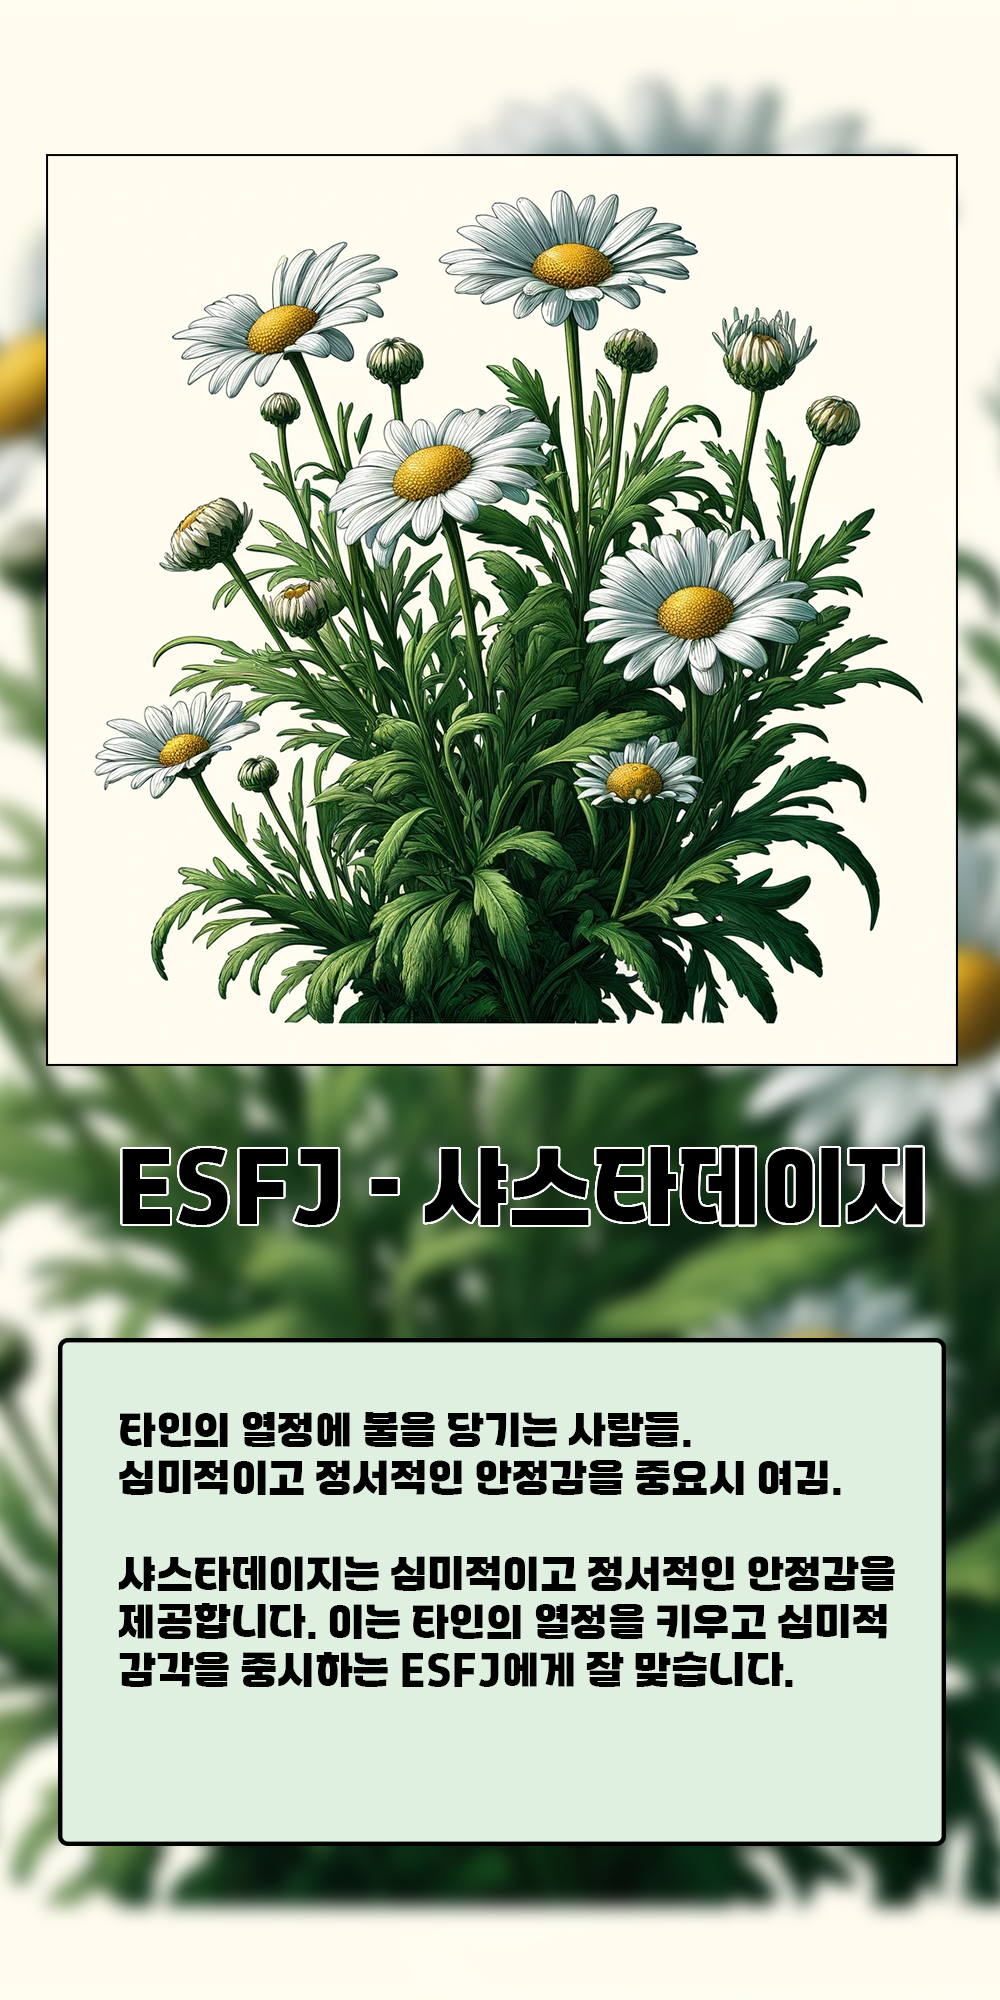 ESFJ - 샤스타데이지
타인의 열정에 불을 당기는 사람들.
심미적이고 정서적인 안정감을 중요시 여김.
샤스타데이지는 심미적이고 정서적인 안정감을
제공합니다. 이는 타인의 열정을 키우고 심미적
감각을 중시하는 ESFJ에게 잘 맞습니다.